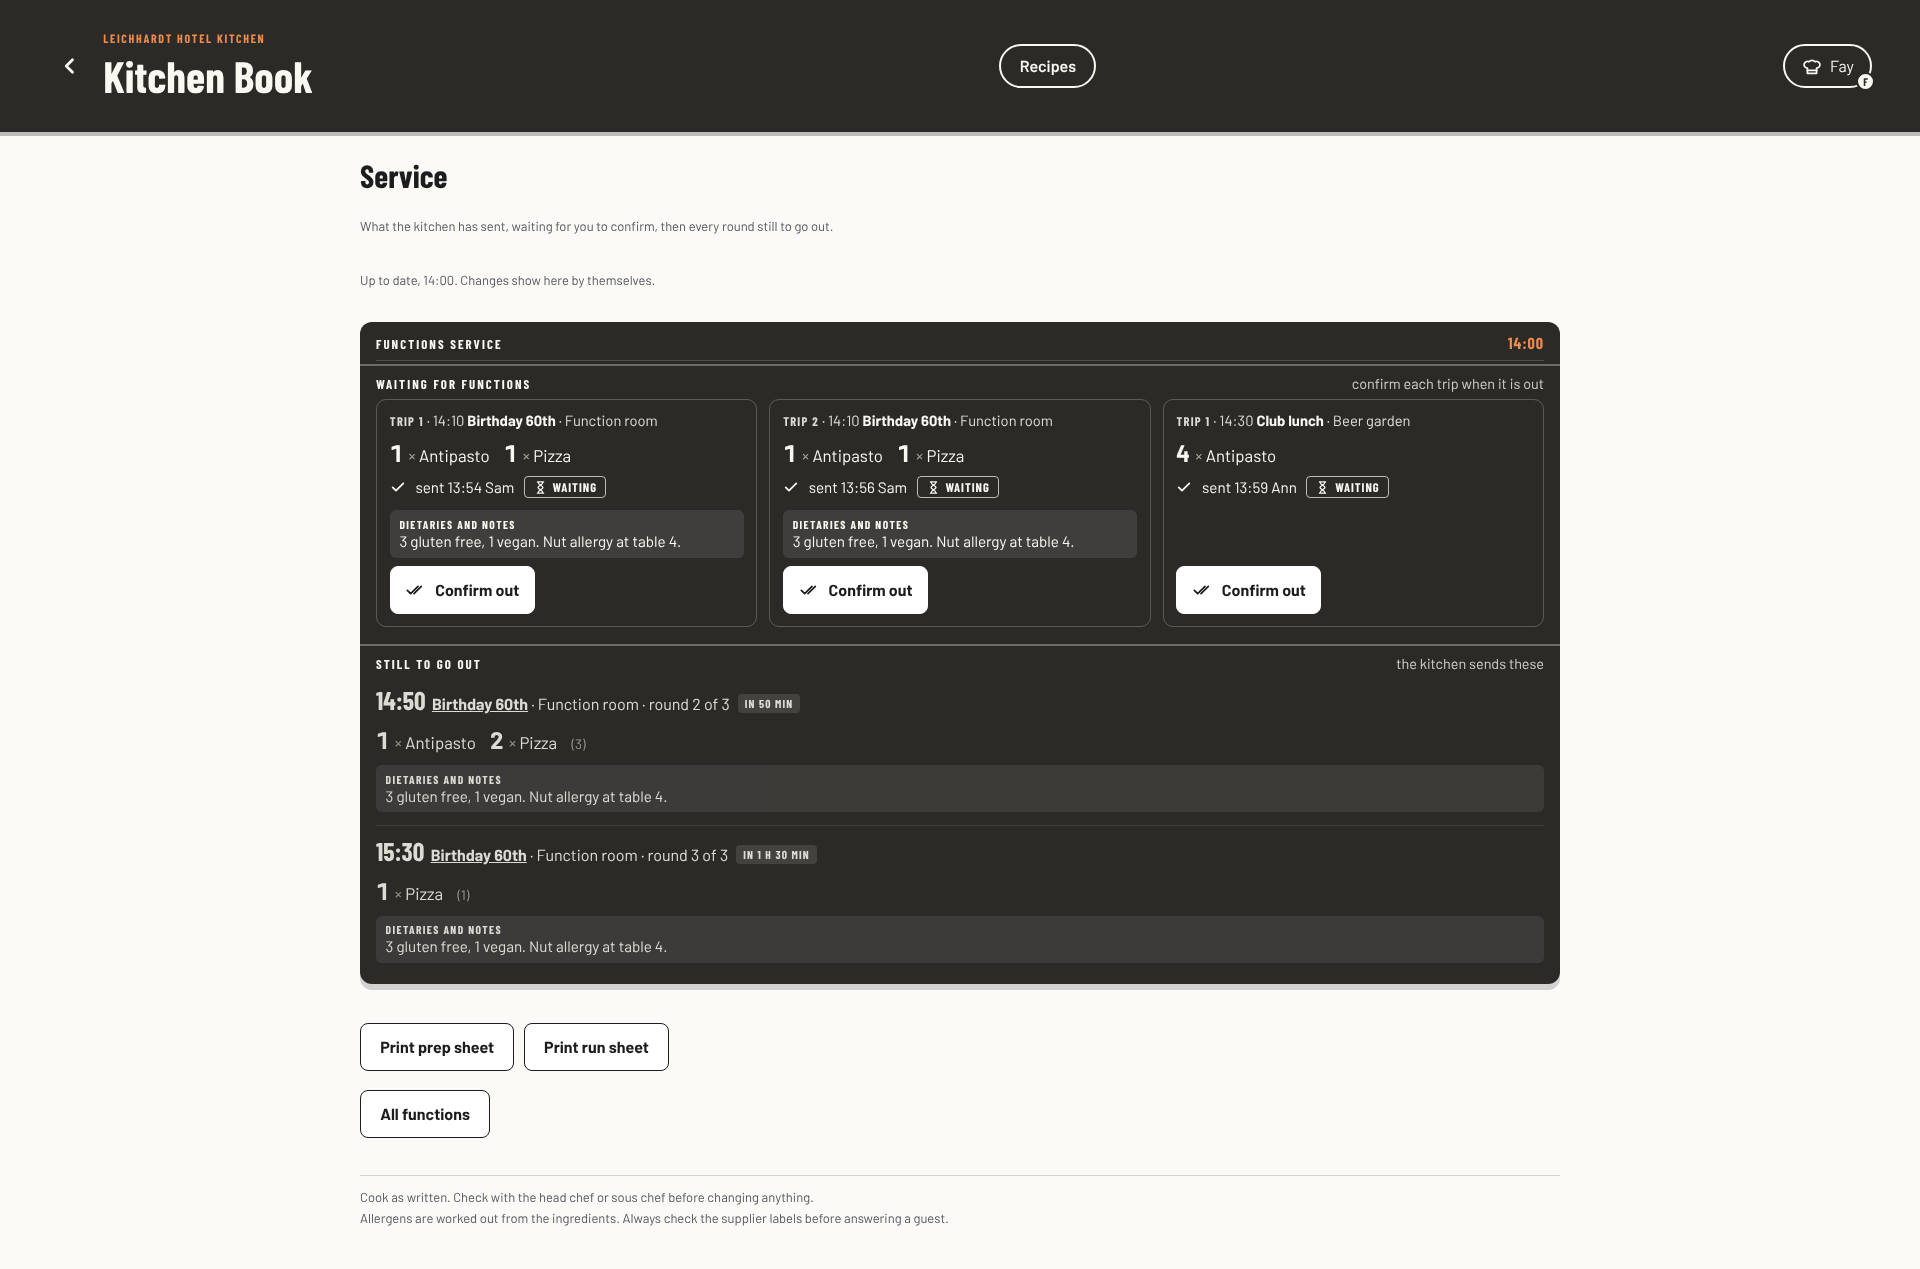 LEICHHARDT HOTEL KITCHEN
Kitchen Book
Recipes
Fay
F
Service
What the kitchen has sent, waiting for you to confirm, then every round still to go out.
Up to date, 14:00. Changes show here by themselves.
FUNCTIONS SERVICE
14:00
WAITING FOR FUNCTIONS
confirm each trip when it is out
TRIP 1 · 14:10 Birthday 60th · Function room
1 × Antipasto 1 × Pizza
sent 13:54 Sam WAITING
DIETARIES AND NOTES
3 gluten free, 1 vegan. Nut allergy at table 4.
Confirm out
TRIP 2 · 14:10 Birthday 60th · Function room
1 × Antipasto 1 × Pizza
sent 13:56 Sam WAITING
DIETARIES AND NOTES
3 gluten free, 1 vegan. Nut allergy at table 4.
Confirm out
TRIP 1 · 14:30 Club lunch · Beer garden
4 × Antipasto
sent 13:59 Ann WAITING
Confirm out
STILL TO GO OUT
the kitchen sends these
14:50 Birthday 60th · Function room · round 2 of 3 IN 50 MIN
1 × Antipasto 2 × Pizza (3)
DIETARIES AND NOTES
3 gluten free, 1 vegan. Nut allergy at table 4.
15:30 Birthday 60th · Function room · round 3 of 3 IN 1 H 30 MIN
1 × Pizza (1)
DIETARIES AND NOTES
3 gluten free, 1 vegan. Nut allergy at table 4.
Print prep sheet
Print run sheet
All functions
Cook as written. Check with the head chef or sous chef before changing anything.
Allergens are worked out from the ingredients. Always check the supplier labels before answering a guest.